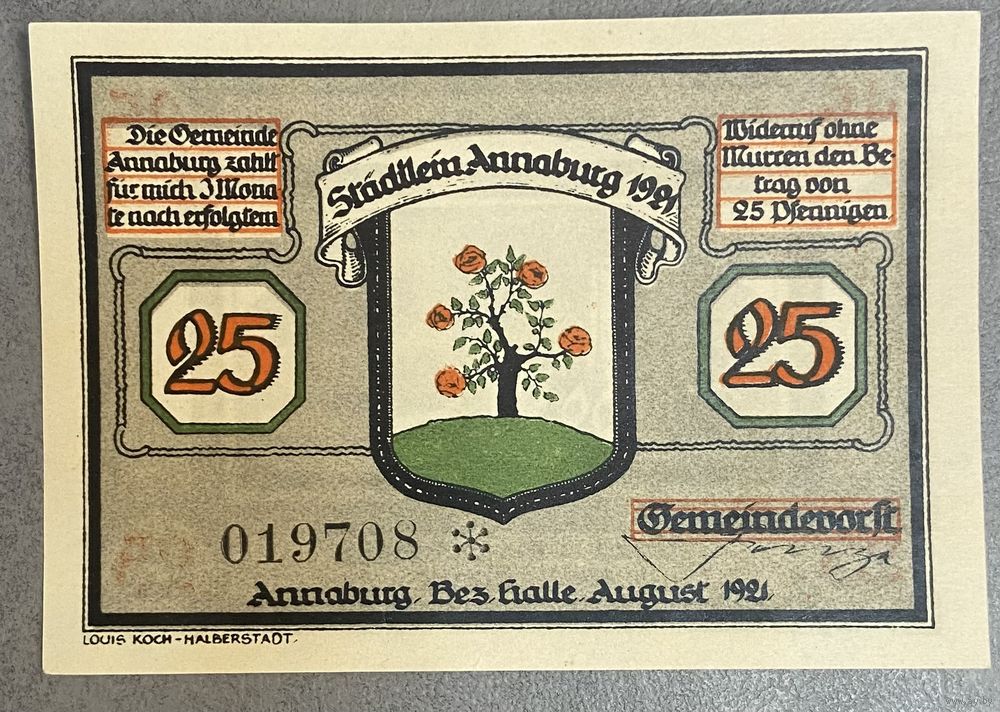 Die Gemeinde
Annaburg zahlt
für mich 3 Mona
te nach erfolgtem
Widerruf ohne
Murren den Be-
trag von
25 Pfennigen
Städtlein Annaburg 1921
25
25
Gemeindevorst
019708 *
Annaburg. Bez. Halle. August 1921.
LOUIS KOCH-HALBERSTADT.